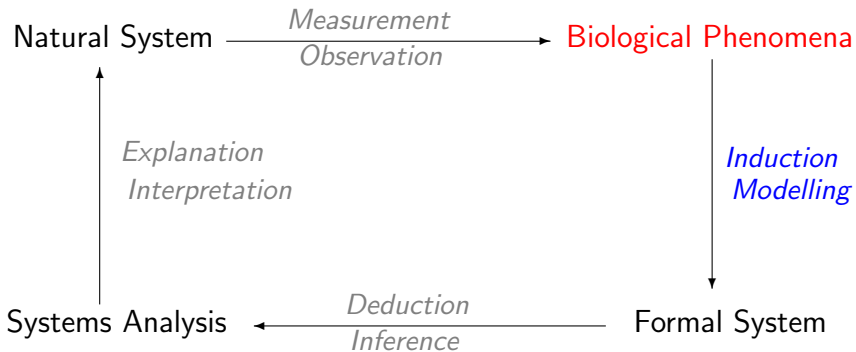 Natural System
Measurement
Observation
Biological Phenomena
Explanation
Interpretation
Induction
Modelling
Systems Analysis
Deduction
Inference
Formal System